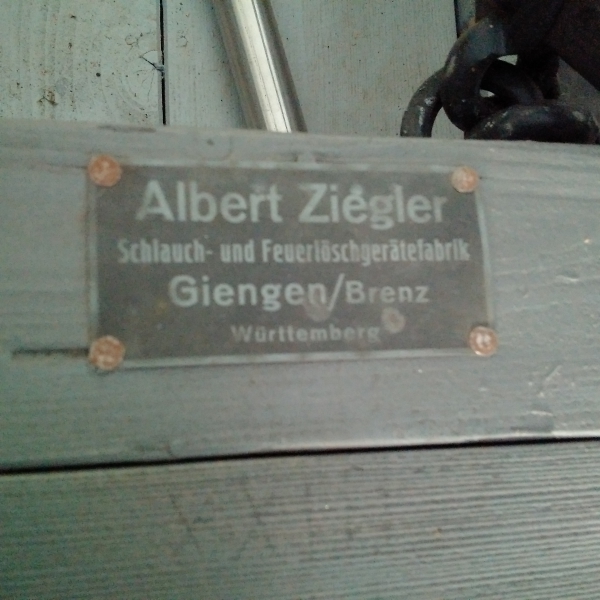 Albert Ziegler
Schlauch- und Feuerlöschgerätefabrik
Giengen/Brenz
Württemberg